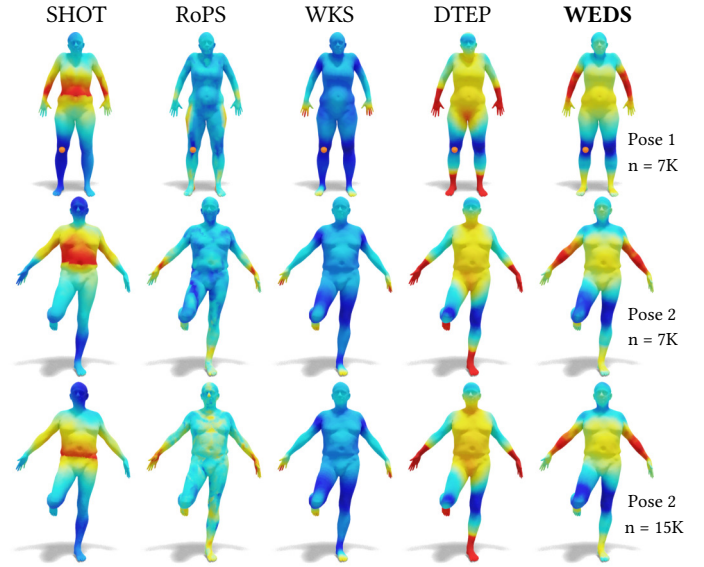 SHOT RoPS WKS DTEP WEDS
Pose 1
n = 7K
Pose 2
n = 7K
Pose 2
n = 15K